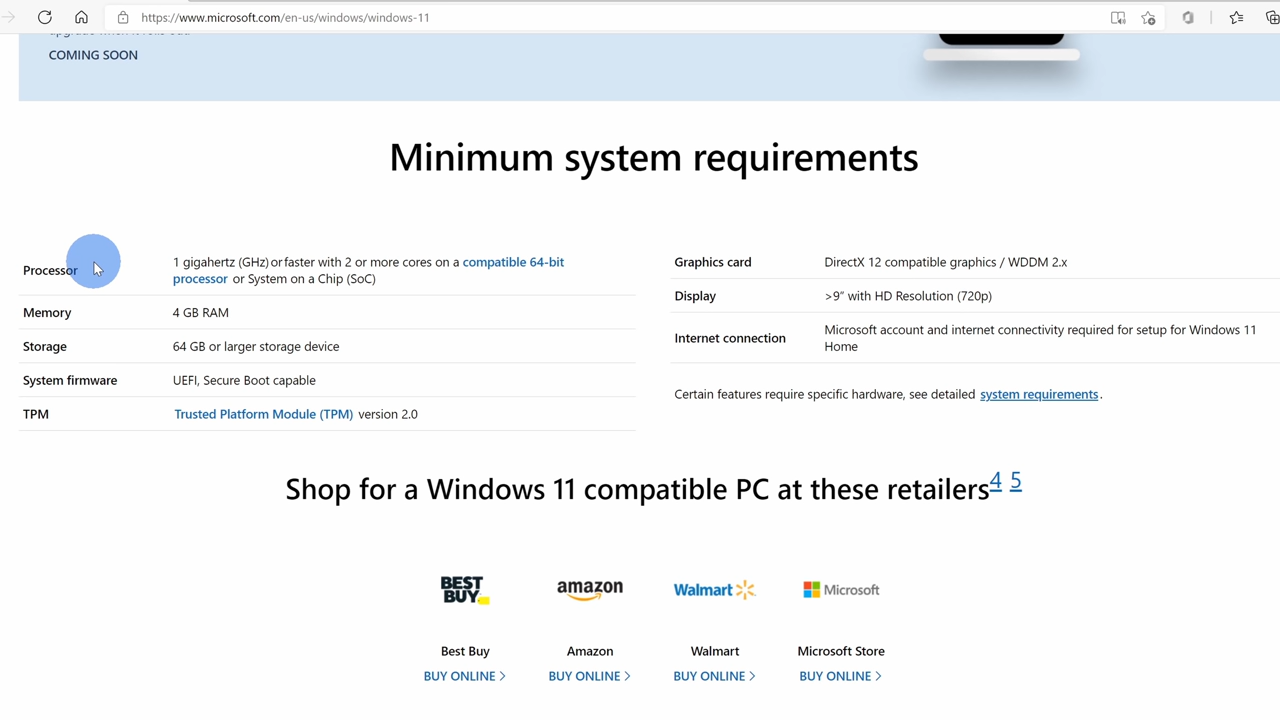 https://www.microsoft.com/en-us/windows/windows-11
COMING SOON
Minimum system requirements
Processor
1 gigahertz (GHz) or faster with 2 or more cores on a compatible 64-bit
processor or System on a Chip (SoC)
Memory
4 GB RAM
Storage
64 GB or larger storage device
System firmware
UEFI, Secure Boot capable
TPM
Trusted Platform Module (TPM) version 2.0
Graphics card
DirectX 12 compatible graphics / WDDM 2.x
Display
>9" with HD Resolution (720p)
Internet connection
Microsoft account and internet connectivity required for setup for Windows 11
Home
Certain features require specific hardware, see detailed system requirements.
Shop for a Windows 11 compatible PC at these retailers4 5
BEST
BUY
amazon
Walmart
Microsoft
Best Buy
Amazon
Walmart
Microsoft Store
BUY ONLINE >
BUY ONLINE >
BUY ONLINE >
BUY ONLINE >